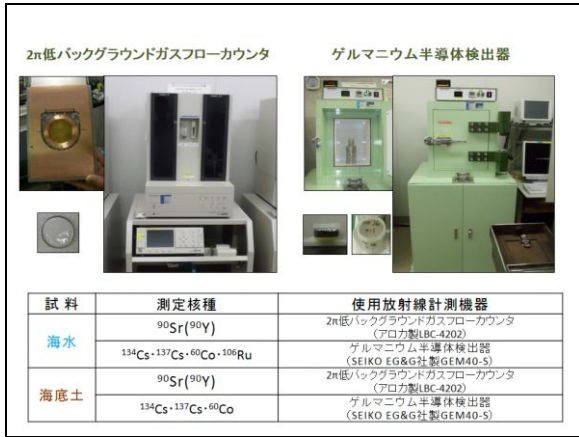 2π低バックグラウンドガスフローカウンタ
ゲルマニウム半導体検出器
試料 測定核種 使用放射線計測機器
海水
⁹⁰Sr(⁹⁰Y)
2π低バックグラウンドガスフローカウンタ
(アロカ製LBC-4202)
¹³⁴Cs・¹³⁷Cs・⁶⁰Co・¹⁰⁶Ru
ゲルマニウム半導体検出器
(SEIKO EG&G社製GEM40-S)
海底土
⁹⁰Sr(⁹⁰Y)
2π低バックグラウンドガスフローカウンタ
(アロカ製LBC-4202)
¹³⁴Cs・¹³⁷Cs・⁶⁰Co
ゲルマニウム半導体検出器
(SEIKO EG&G社製GEM40-S)